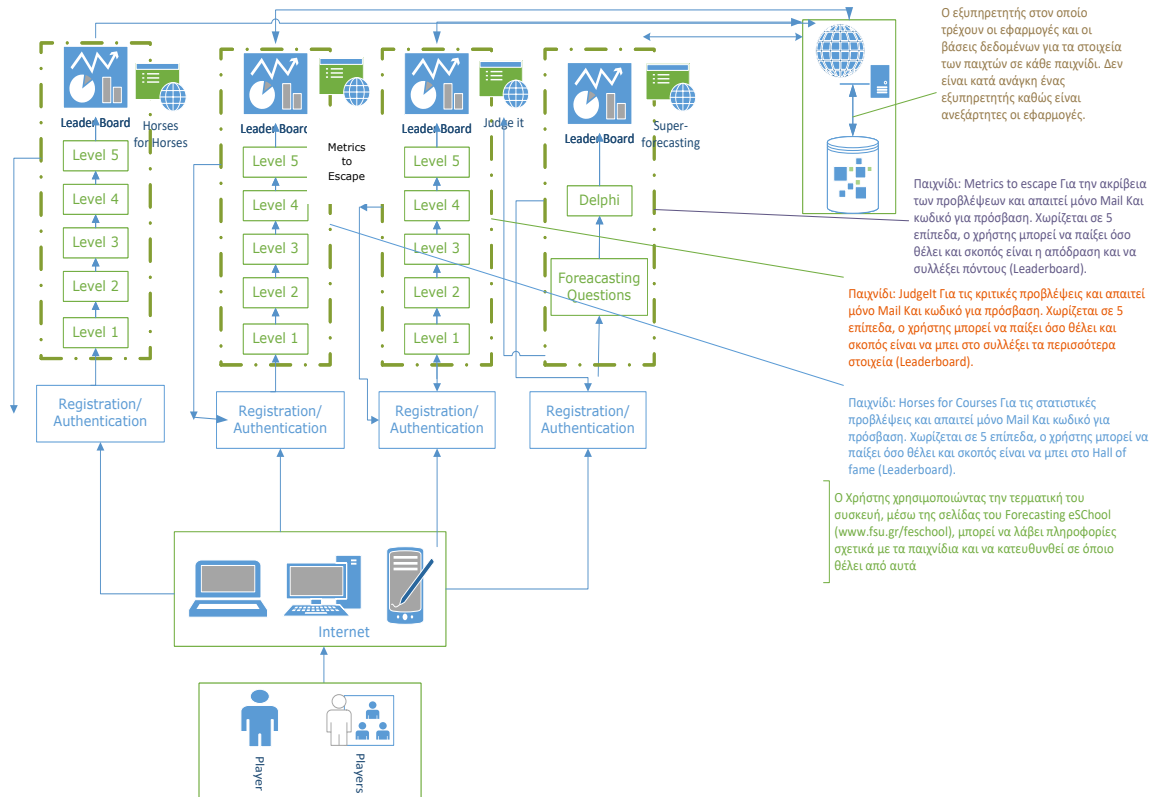 LeaderBoard
Horses
for Horses
Level 5
Level 4
Level 3
Level 2
Level 1
Registration/
Authentication
LeaderBoard
Metrics
to
Escape
Level 5
Level 4
Level 3
Level 2
Level 1
Registration/
Authentication
LeaderBoard
Judge it
Level 5
Level 4
Level 3
Level 2
Level 1
Registration/
Authentication
LeaderBoard
Super-
forecasting
Delphi
Foreacasting
Questions
Registration/
Authentication
Internet
Player
Players
Ο εξυπηρετητής στον οποίο
τρέχουν οι εφαρμογές και οι
βάσεις δεδομένων για τα στοιχεία
των παιχτών σε κάθε παιχνίδι. Δεν
είναι κατά ανάγκη ένας
εξυπηρετητής καθώς είναι
ανεξάρτητες οι εφαρμογές.
Παιχνίδι: Metrics to escape Για την ακρίβεια
των προβλέψεων και απαιτεί μόνο Mail Και
κωδικό για πρόσβαση. Χωρίζεται σε 5
επίπεδα, ο χρήστης μπορεί να παίξει όσο
θέλει και σκοπός είναι η απόδραση και να
συλλέξει πόντους (Leaderboard).
Παιχνίδι: JudgeIt Για τις κριτικές προβλέψεις και απαιτεί
μόνο Mail Και κωδικό για πρόσβαση. Χωρίζεται σε 5
επίπεδα, ο χρήστης μπορεί να παίξει όσο θέλει και
σκοπός είναι να μπει στο συλλέξει τα περισσότερα
στοιχεία (Leaderboard).
Παιχνίδι: Horses for Courses Για τις στατιστικές
προβλέψεις και απαιτεί μόνο Mail Και κωδικό για
πρόσβαση. Χωρίζεται σε 5 επίπεδα, ο χρήστης μπορεί να
παίξει όσο θέλει και σκοπός είναι να μπει στο Hall of
fame (Leaderboard).
Ο Χρήστης χρησιμοποιώντας την τερματική του
συσκευή, μέσω της σελίδας του Forecasting eSChool
(www.fsu.gr/feschool), μπορεί να λάβει πληροφορίες
σχετικά με τα παιχνίδια και να κατευθυνθεί σε όποιο
θέλει από αυτά